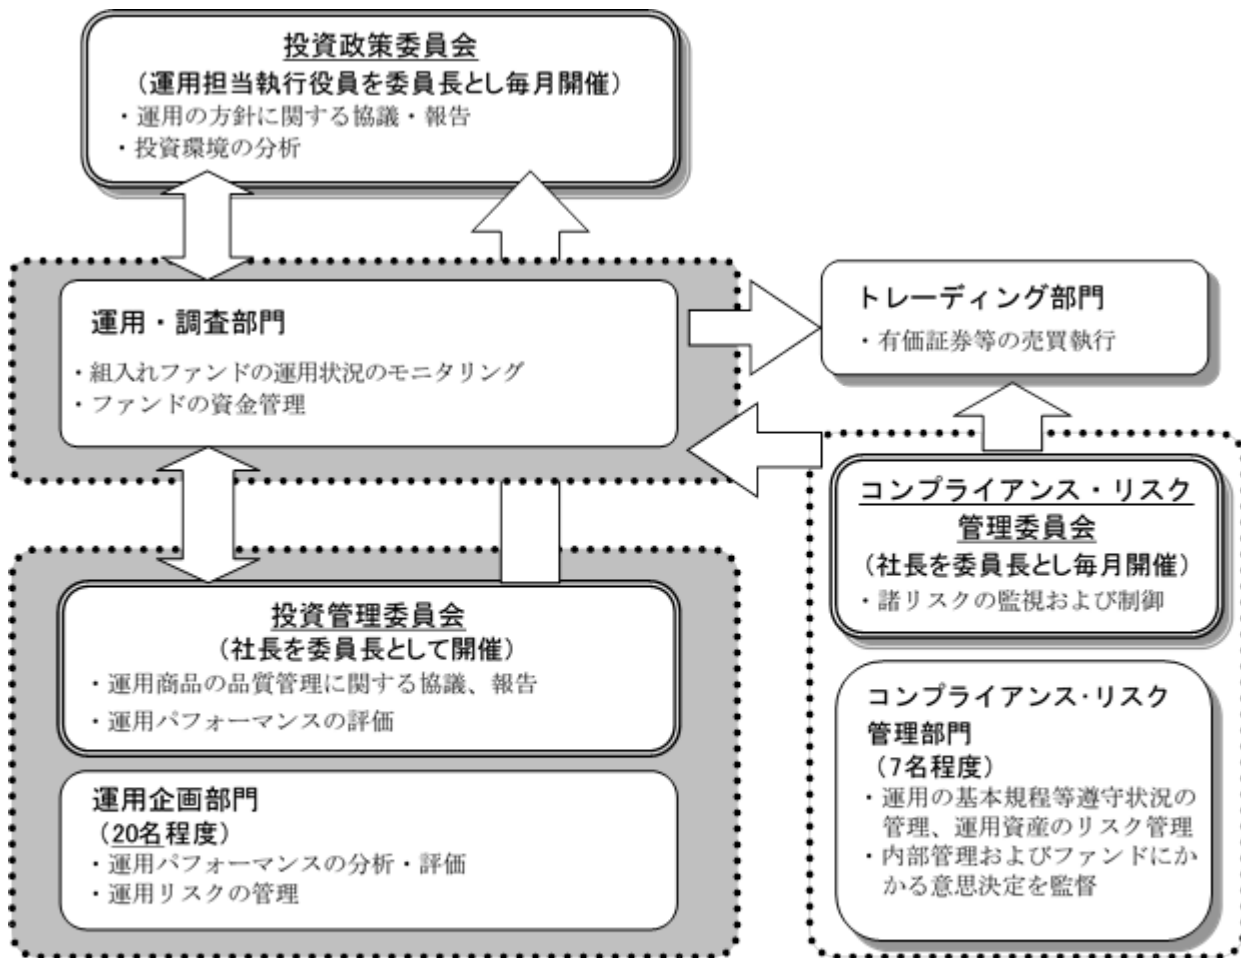 投資政策委員会
（運用担当執行役員を委員長とし毎月開催）
・運用の方針に関する協議・報告
・投資環境の分析
運用・調査部門
・組入れファンドの運用状況のモニタリング
・ファンドの資金管理
トレーディング部門
・有価証券等の売買執行
コンプライアンス・リスク
管理委員会
（社長を委員長とし毎月開催）
・諸リスクの監視および制御
投資管理委員会
（社長を委員長として開催）
・運用商品の品質管理に関する協議、報告
・運用パフォーマンスの評価
運用企画部門
（20名程度）
・運用パフォーマンスの分析・評価
・運用リスクの管理
コンプライアンス・リスク
管理部門
（7名程度）
・運用の基本規程等遵守状況の
管理、運用資産のリスク管理
・内部管理およびファンドにか
かる意思決定を監督